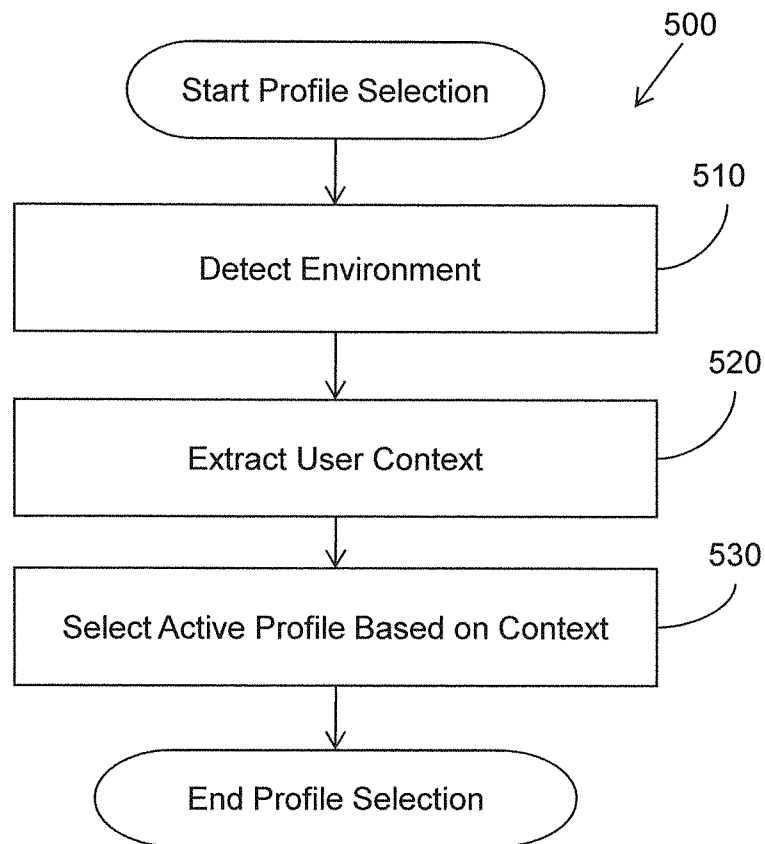 500
Start Profile Selection
510
Detect Environment
520
Extract User Context
530
Select Active Profile Based on Context
End Profile Selection